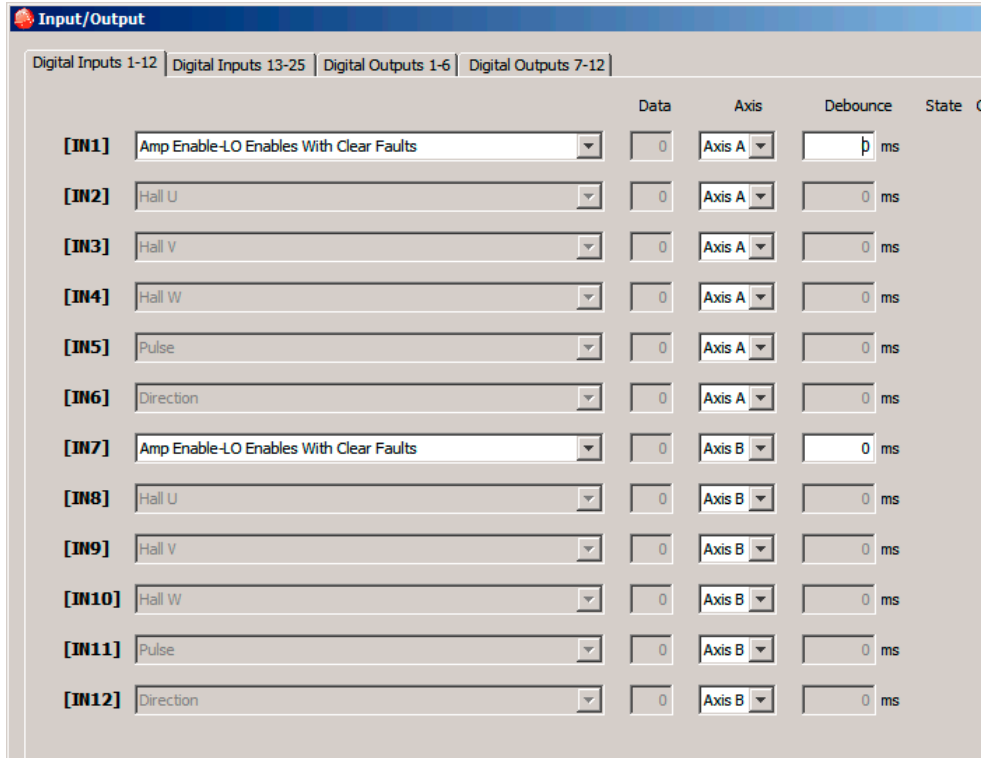 Input/Output
Digital Inputs 1-12 Digital Inputs 13-25 Digital Outputs 1-6 Digital Outputs 7-12
Data Axis Debounce State
[IN1] Amp Enable-LO Enables With Clear Faults 0 Axis A 0 ms
[IN2] Hall U 0 Axis A 0 ms
[IN3] Hall V 0 Axis A 0 ms
[IN4] Hall W 0 Axis A 0 ms
[IN5] Pulse 0 Axis A 0 ms
[IN6] Direction 0 Axis A 0 ms
[IN7] Amp Enable-LO Enables With Clear Faults 0 Axis B 0 ms
[IN8] Hall U 0 Axis B 0 ms
[IN9] Hall V 0 Axis B 0 ms
[IN10] Hall W 0 Axis B 0 ms
[IN11] Pulse 0 Axis B 0 ms
[IN12] Direction 0 Axis B 0 ms